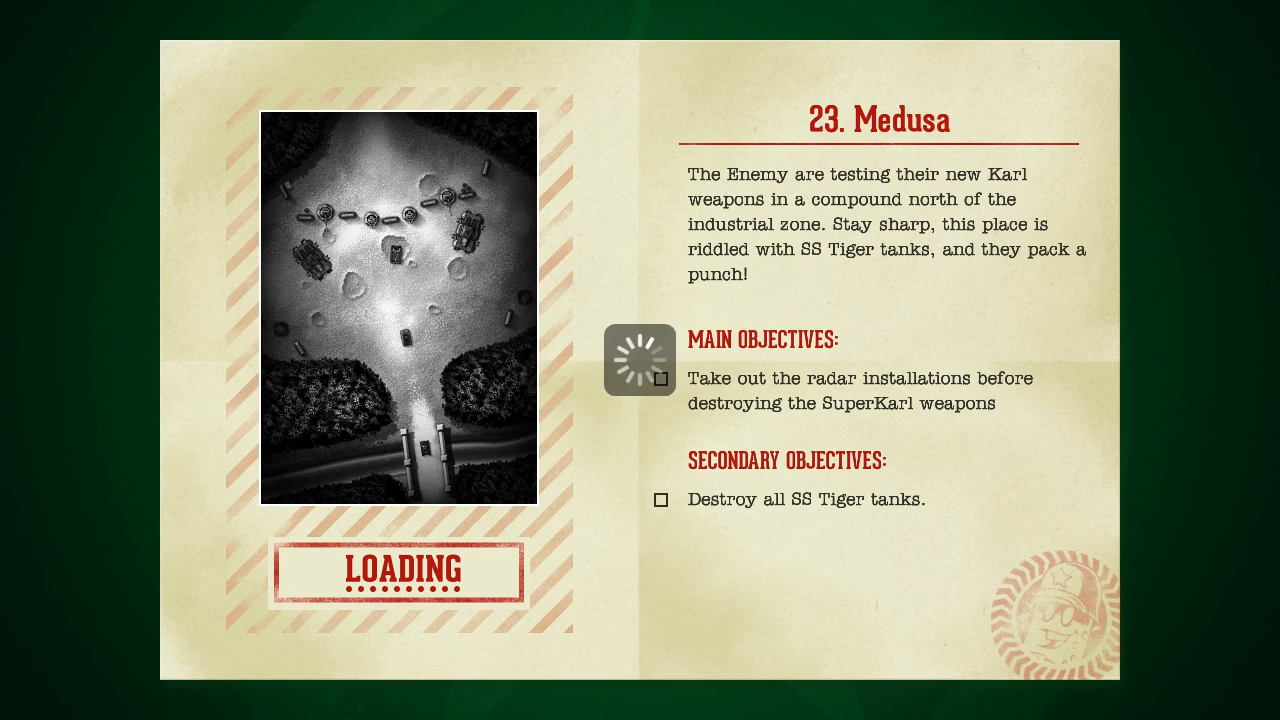 23. Medusa
The Enemy are testing their new Karl
weapons in a compound north of the
industrial zone. Stay sharp, this place is
riddled with SS Tiger tanks, and they pack a
punch!
MAIN OBJECTIVES:
Take out the radar installations before
destroying the SuperKarl weapons
SECONDARY OBJECTIVES:
Destroy all SS Tiger tanks.
LOADING